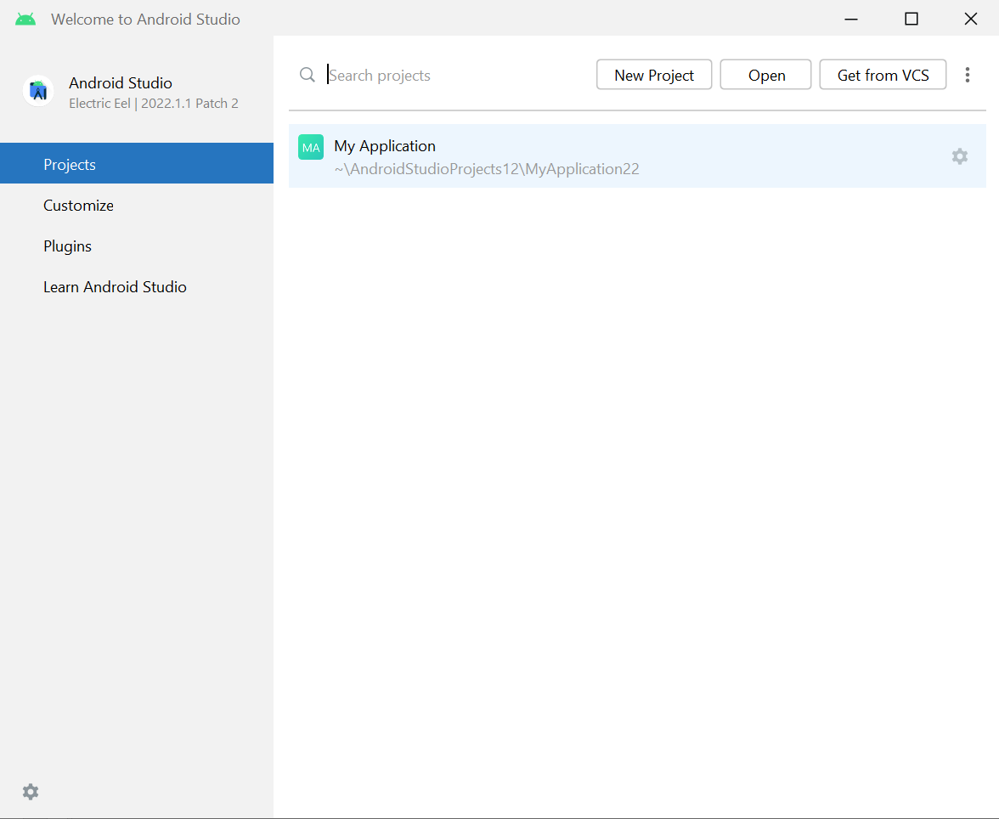 Welcome to Android Studio
Android Studio
Electric Eel | 2022.1.1 Patch 2
Projects
Customize
Plugins
Learn Android Studio
Search projects
New Project
Open
Get from VCS
MA
My Application
~\AndroidStudioProjects12\MyApplication22